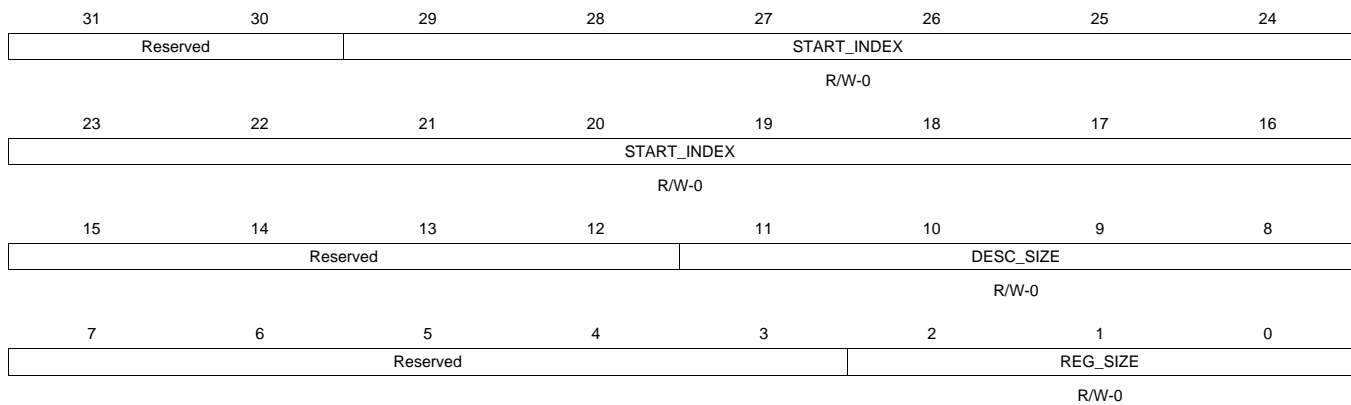 31 30 29 28 27 26 25 24
Reserved START_INDEX
R/W-0
23 22 21 20 19 18 17 16
START_INDEX
R/W-0
15 14 13 12 11 10 9 8
Reserved DESC_SIZE
R/W-0
7 6 5 4 3 2 1 0
Reserved REG_SIZE
R/W-0